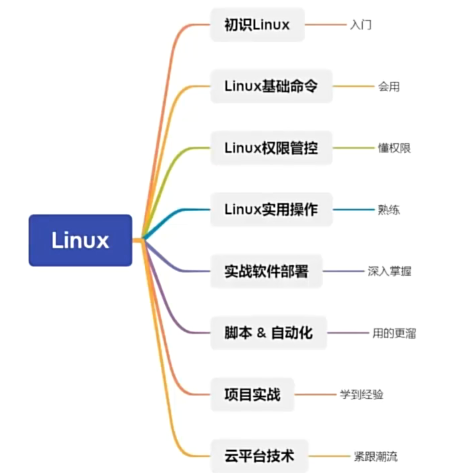 初识Linux
入门
Linux基础命令
会用
Linux权限管控
懂权限
Linux实用操作
熟练
Linux
实战软件部署
深入掌握
脚本 & 自动化
用的更溜
项目实战
学到经验
云平台技术
紧跟潮流